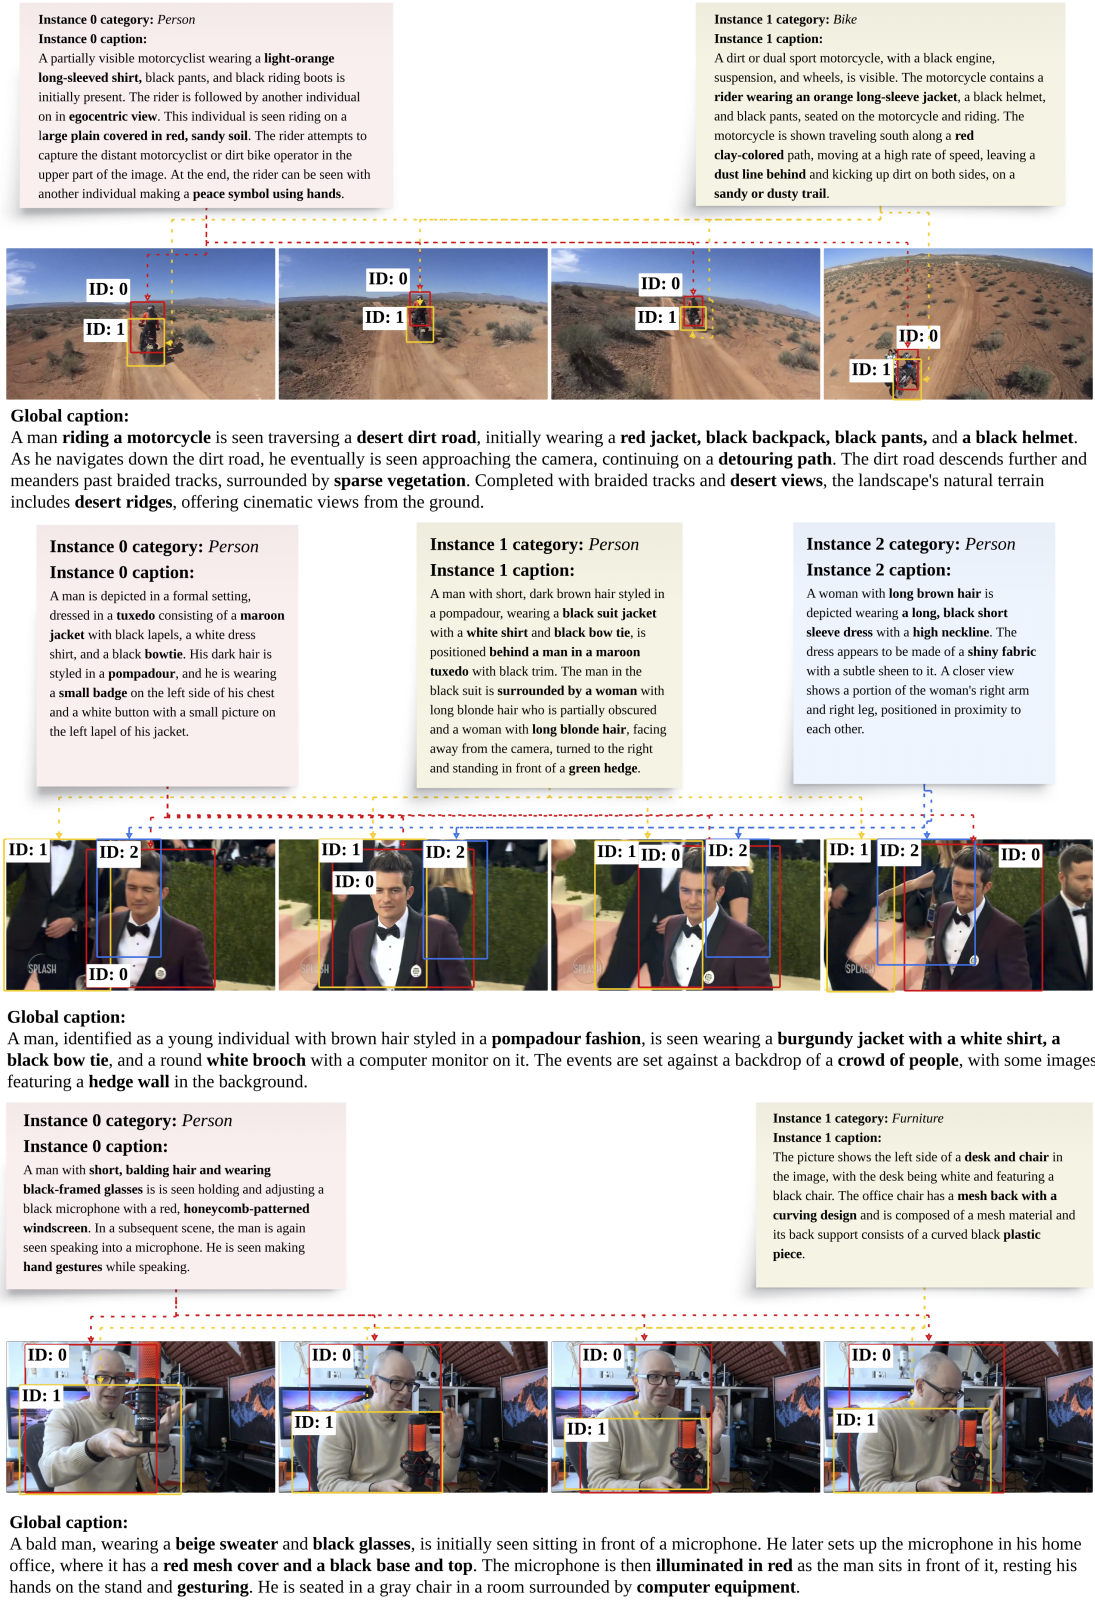 Instance 0 category: Person
Instance 0 caption:
A partially visible motorcyclist wearing a light-orange
long-sleeved shirt, black pants, and black riding boots is
initially present. The rider is followed by another individual
on in egocentric view. This individual is seen riding on a
large plain covered in red, sandy soil. The rider attempts to
capture the distant motorcyclist or dirt bike operator in the
upper part of the image. At the end, the rider can be seen with
another individual making a peace symbol using hands.
Instance 1 category: Bike
Instance 1 caption:
A dirt or dual sport motorcycle, with a black engine,
suspension, and wheels, is visible. The motorcycle contains a
rider wearing an orange long-sleeve jacket, a black helmet,
and black pants, seated on the motorcycle and riding. The
motorcycle is shown traveling south along a red
clay-colored path, moving at a high rate of speed, leaving a
dust line behind and kicking up dirt on both sides, on a
sandy or dusty trail.
ID: 0
ID: 1
ID: 0
ID: 1
ID: 0
ID: 1
ID: 0
ID: 1
Global caption:
A man riding a motorcycle is seen traversing a desert dirt road, initially wearing a red jacket, black backpack, black pants, and a black helmet.
As he navigates down the dirt road, he eventually is seen approaching the camera, continuing on a detouring path. The dirt road descends further and
meanders past braided tracks, surrounded by sparse vegetation. Completed with braided tracks and desert views, the landscape's natural terrain
includes desert ridges, offering cinematic views from the ground.
Instance 0 category: Person
Instance 0 caption:
A man is depicted in a formal setting,
dressed in a tuxedo consisting of a maroon
jacket with black lapels, a white dress
shirt, and a black bowtie. His dark hair is
styled in a pompadour, and he is wearing
a small badge on the left side of his chest
and a white button with a small picture on
the left lapel of his jacket.
Instance 1 category: Person
Instance 1 caption:
A man with short, dark brown hair styled in
a pompadour, wearing a black suit jacket
with a white shirt and black bow tie, is
positioned behind a man in a maroon
tuxedo with black trim. The man in the
black suit is surrounded by a woman with
long blonde hair who is partially obscured
and a woman with long blonde hair, facing
away from the camera, turned to the right
and standing in front of a green hedge.
Instance 2 category: Person
Instance 2 caption:
A woman with long brown hair is
depicted wearing a long, black short
sleeve dress with a high neckline. The
dress appears to be made of a shiny fabric
with a subtle sheen to it. A closer view
shows a portion of the woman's right arm
and right leg, positioned in proximity to
each other.
ID: 1
ID: 2
ID: 0
SPLASH
ID: 1
ID: 2
ID: 0
SPLASH
ID: 1
ID: 0
ID: 2
SPLASH
ID: 1
ID: 2
ID: 0
SPLASH
Global caption:
A man, identified as a young individual with brown hair styled in a pompadour fashion, is seen wearing a burgundy jacket with a white shirt, a
black bow tie, and a round white brooch with a computer monitor on it. The events are set against a backdrop of a crowd of people, with some images
featuring a hedge wall in the background.
Instance 0 category: Person
Instance 0 caption:
A man with short, balding hair and wearing
black-framed glasses is is seen holding and adjusting a
black microphone with a red, honeycomb-patterned
windscreen. In a subsequent scene, the man is again
seen speaking into a microphone. He is seen making
hand gestures while speaking.
Instance 1 category: Furniture
Instance 1 caption:
The picture shows the left side of a desk and chair in
the image, with the desk being white and featuring a
black chair. The office chair has a mesh back with a
curving design and is composed of a mesh material and
its back support consists of a curved black plastic
piece.
ID: 0
ID: 1
ID: 0
ID: 1
ID: 0
ID: 1
ID: 0
ID: 1
Global caption:
A bald man, wearing a beige sweater and black glasses, is initially seen sitting in front of a microphone. He later sets up the microphone in his home
office, where it has a red mesh cover and a black base and top. The microphone is then illuminated in red as the man sits in front of it, resting his
hands on the stand and gesturing. He is seated in a gray chair in a room surrounded by computer equipment.